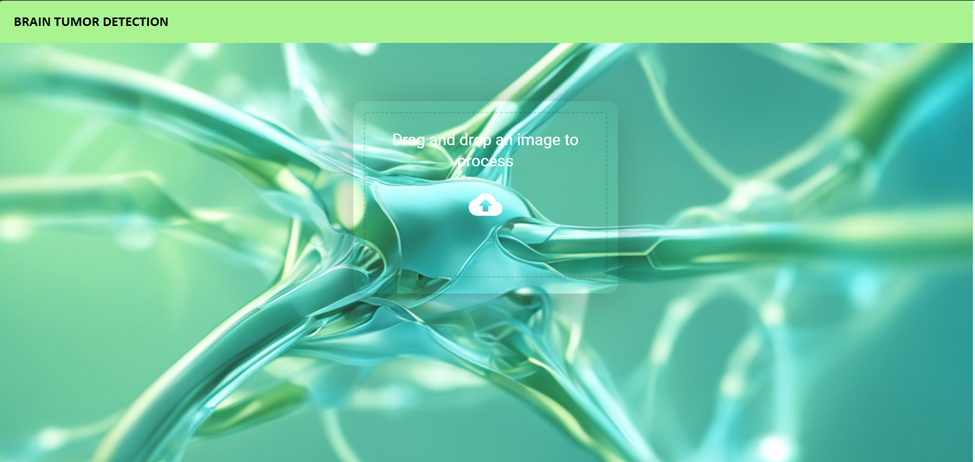 BRAIN TUMOR DETECTION
Drag and drop an image to
process